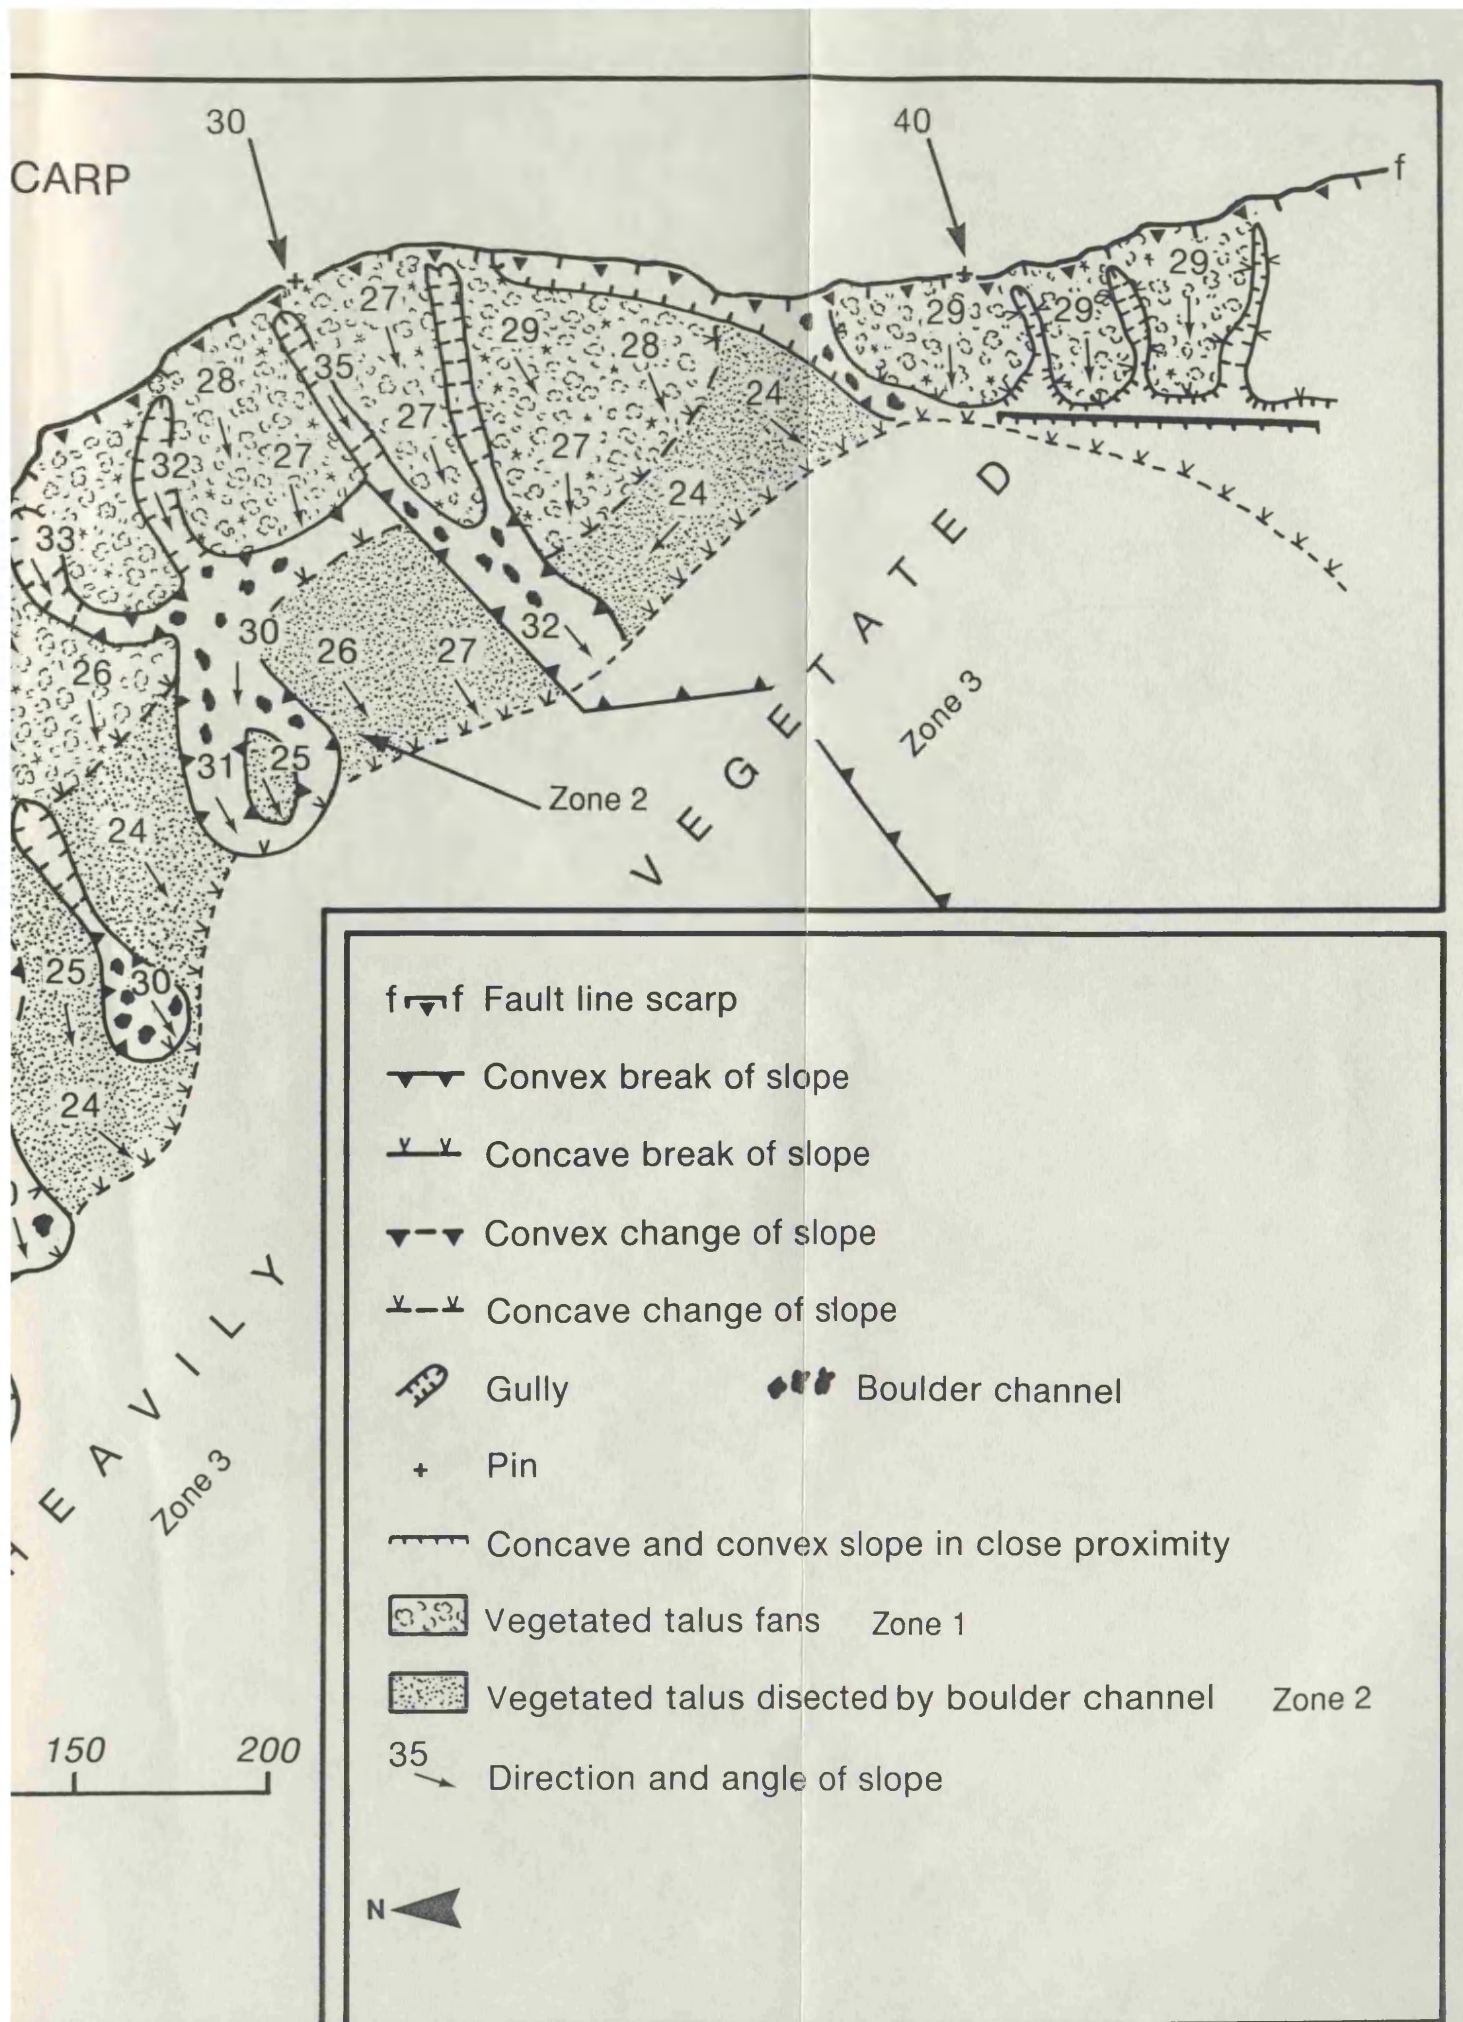 30
40
CARP
f
29
27
29
29
29
28
35
28
24
27
32
27
27
24
33
30
32
26
27
26
31
25
Zone 2
24
VEGETATED
Zone 3
25
30
24
HEAVILY
Zone 3
150 200
f f Fault line scarp
Convex break of slope
Concave break of slope
Convex change of slope
Concave change of slope
Gully
Boulder channel
+ Pin
Concave and convex slope in close proximity
Vegetated talus fans Zone 1
Vegetated talus disected by boulder channel Zone 2
35
Direction and angle of slope
N